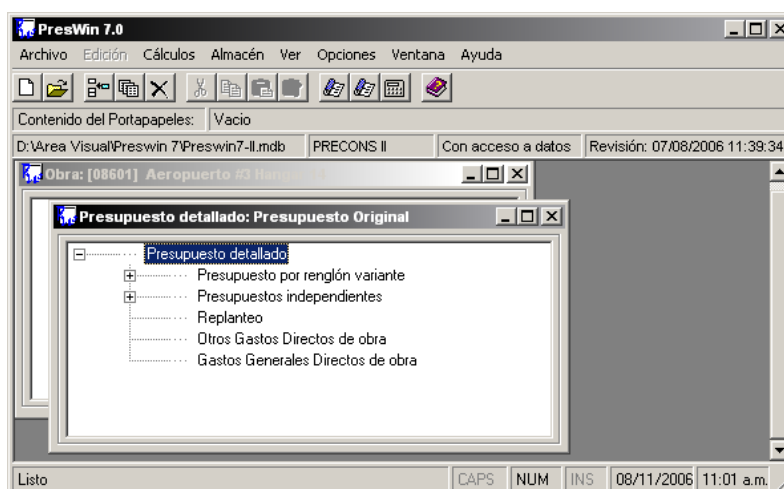 PresWin 7.0
Archivo Edición Cálculos Almacén Ver Opciones Ventana Ayuda
Contenido del Portapapeles: Vacio
D:\Area Visual\Preswin 7\Preswin7-II.mdb PRECONS II Con acceso a datos Revisión: 07/08/2006 11:39:34
Obra: [08601] Aeropuerto #3
Presupuesto detallado: Presupuesto Original
Presupuesto detallado
Presupuesto por renglón variante
Presupuestos independientes
Replanteo
Otros Gastos Directos de obra
Gastos Generales Directos de obra
Listo CAPS NUM INS 08/11/2006 11:01 a.m.